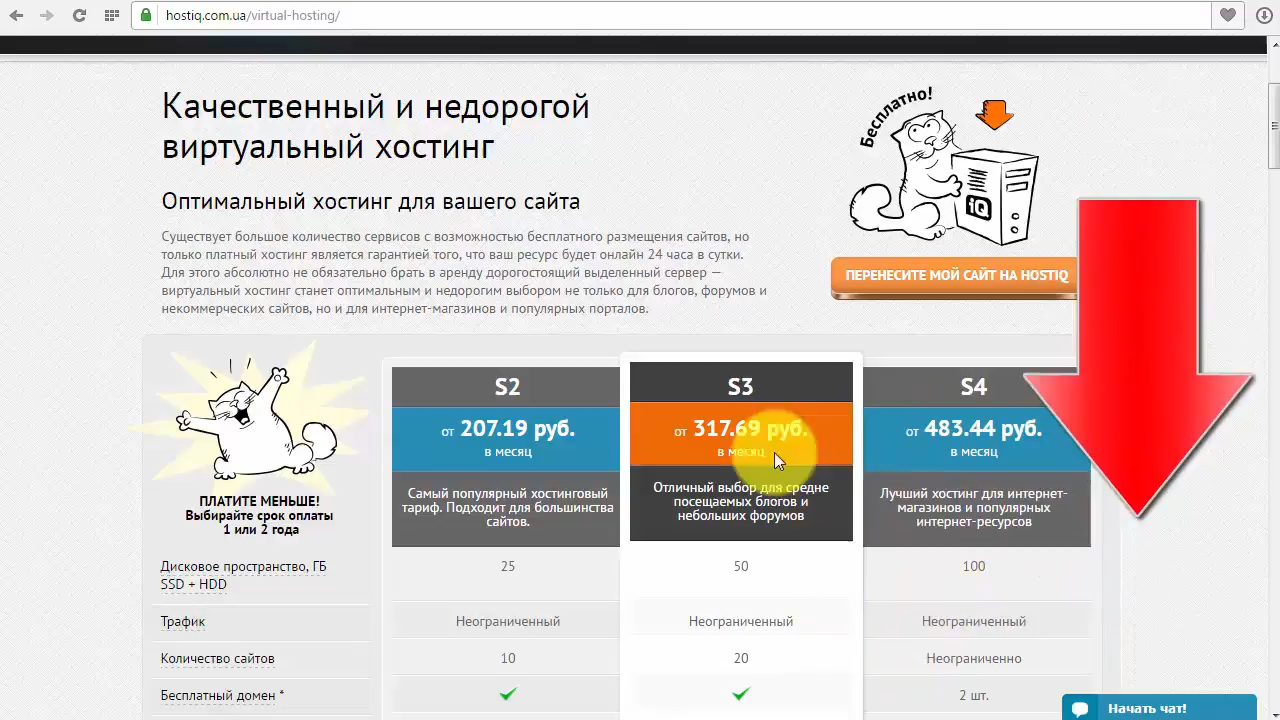 hostiq.com.ua/virtual-hosting/
Качественный и недорогой
виртуальный хостинг
Бесплатно!
iQ
Оптимальный хостинг для вашего сайта
Существует большое количество сервисов с возможностью бесплатного размещения сайтов, но
только платный хостинг является гарантией того, что ваш ресурс будет онлайн 24 часа в сутки.
Для этого абсолютно не обязательно брать в аренду дорогостоящий выделенный сервер —
виртуальный хостинг станет оптимальным и недорогим выбором не только для блогов, форумов и
некоммерческих сайтов, но и для интернет-магазинов и популярных порталов.
ПЕРЕНЕСИТЕ МОЙ САЙТ НА HOSTIQ
ПЛАТИТЕ МЕНЬШЕ!
Выбирайте срок оплаты
1 или 2 года
S2 S3 S4
от 207.19 руб. от 317.69 руб. от 483.44 руб.
в месяц в месяц в месяц
Самый популярный хостинговый
тариф. Подходит для большинства
сайтов.
Отличный выбор для средне
посещаемых блогов и
небольших форумов
Лучший хостинг для интернет-
магазинов и популярных
интернет-ресурсов
Дисковое пространство, ГБ
SSD + HDD
25 50 100
Трафик Неограниченный Неограниченный Неограниченный
Количество сайтов 10 20 Неограниченно
Бесплатный домен * 2 шт.
Начать чат!